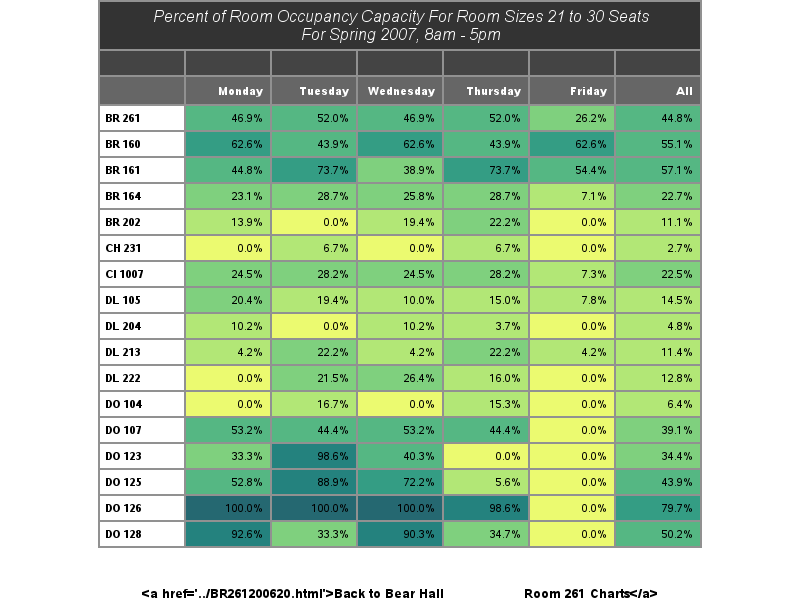 Percent of Room Occupancy Capacity For Room Sizes 21 to 30 Seats
For Spring 2007, 8am - 5pm
Monday Tuesday Wednesday Thursday Friday All
BR 261 46.9% 52.0% 46.9% 52.0% 26.2% 44.8%
BR 160 62.6% 43.9% 62.6% 43.9% 62.6% 55.1%
BR 161 44.8% 73.7% 38.9% 73.7% 54.4% 57.1%
BR 164 23.1% 28.7% 25.8% 28.7% 7.1% 22.7%
BR 202 13.9% 0.0% 19.4% 22.2% 0.0% 11.1%
CH 231 0.0% 6.7% 0.0% 6.7% 0.0% 2.7%
CI 1007 24.5% 28.2% 24.5% 28.2% 7.3% 22.5%
DL 105 20.4% 19.4% 10.0% 15.0% 7.8% 14.5%
DL 204 10.2% 0.0% 10.2% 3.7% 0.0% 4.8%
DL 213 4.2% 22.2% 4.2% 22.2% 4.2% 11.4%
DL 222 0.0% 21.5% 26.4% 16.0% 0.0% 12.8%
DO 104 0.0% 16.7% 0.0% 15.3% 0.0% 6.4%
DO 107 53.2% 44.4% 53.2% 44.4% 0.0% 39.1%
DO 123 33.3% 98.6% 40.3% 0.0% 0.0% 34.4%
DO 125 52.8% 88.9% 72.2% 5.6% 0.0% 43.9%
DO 126 100.0% 100.0% 100.0% 98.6% 0.0% 79.7%
DO 128 92.6% 33.3% 90.3% 34.7% 0.0% 50.2%
<a href='../BR261200620.html'>Back to Bear Hall Room 261 Charts</a>